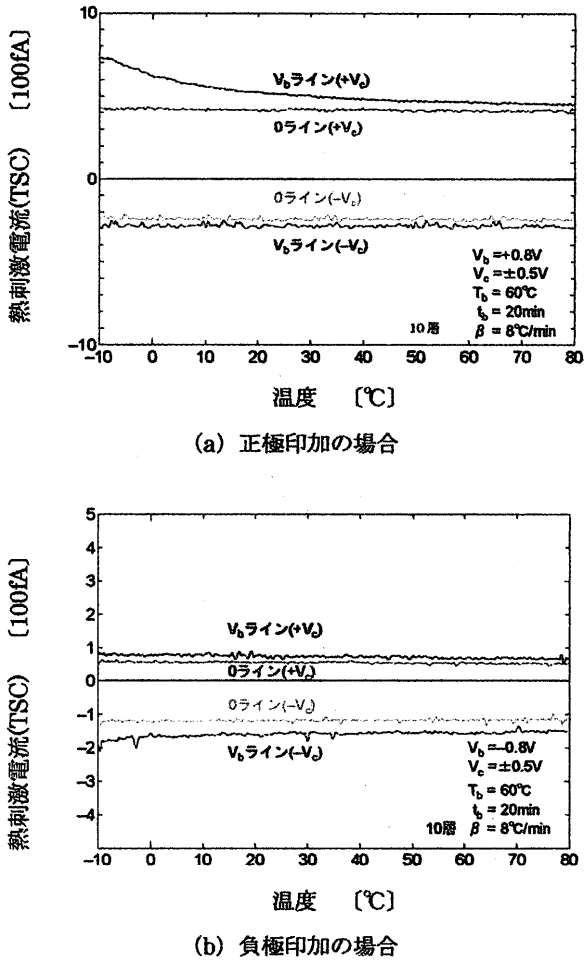 熱刺激電流(TSC) 〔100fA〕
10
0
−10
Vbライン(+Vc)
0ライン(+Vc)
0ライン(−Vc)
Vbライン(−Vc)
Vb=+0.8V
Vc=±0.5V
Tb = 60℃
tb = 20min
10層 β = 8℃/min
−10 0 10 20 30 40 50 60 70 80
温度 〔℃〕
(a) 正極印加の場合
熱刺激電流(TSC) 〔100fA〕
5
4
3
2
1
0
−1
−2
−3
−4
Vbライン(+Vc)
0ライン(+Vc)
0ライン(−Vc)
Vbライン(−Vc)
Vb=−0.8V
Vc=±0.5V
Tb = 60℃
tb = 20min
10層 β = 8℃/min
−10 0 10 20 30 40 50 60 70 80
温度 〔℃〕
(b) 負極印加の場合